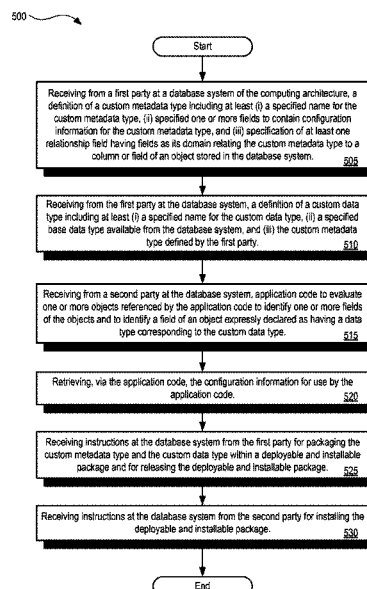 500
Start
Receiving from a first party at a database system of the computing architecture, a
definition of a custom metadata type including at least (i) a specified name for the
custom metadata type, (ii) specified one or more fields to contain configuration
information for the custom metadata type, and (iii) specification of at least one
relationship field having fields as its domain relating the custom metadata type to a
column or field of an object stored in the database system.
505
Receiving from the first party at the database system, a definition of a custom data
type including at least (i) a specified name for the custom data type, (ii) a specified
base data type available from the database system, and (iii) the custom metadata
type defined by the first party.
510
Receiving from a second party at the database system, application code to evaluate
one or more objects referenced by the application code to identify one or more fields
of the objects and to identify a field of an object expressly declared as having a data
type corresponding to the custom data type.
515
Retrieving, via the application code, the configuration information for use by the
application code.
520
Receiving instructions at the database system from the first party for packaging the
custom metadata type and the custom data type within a deployable and installable
package and for releasing the deployable and installable package.
525
Receiving instructions at the database system from the second party for installing the
deployable and installable package.
530
End